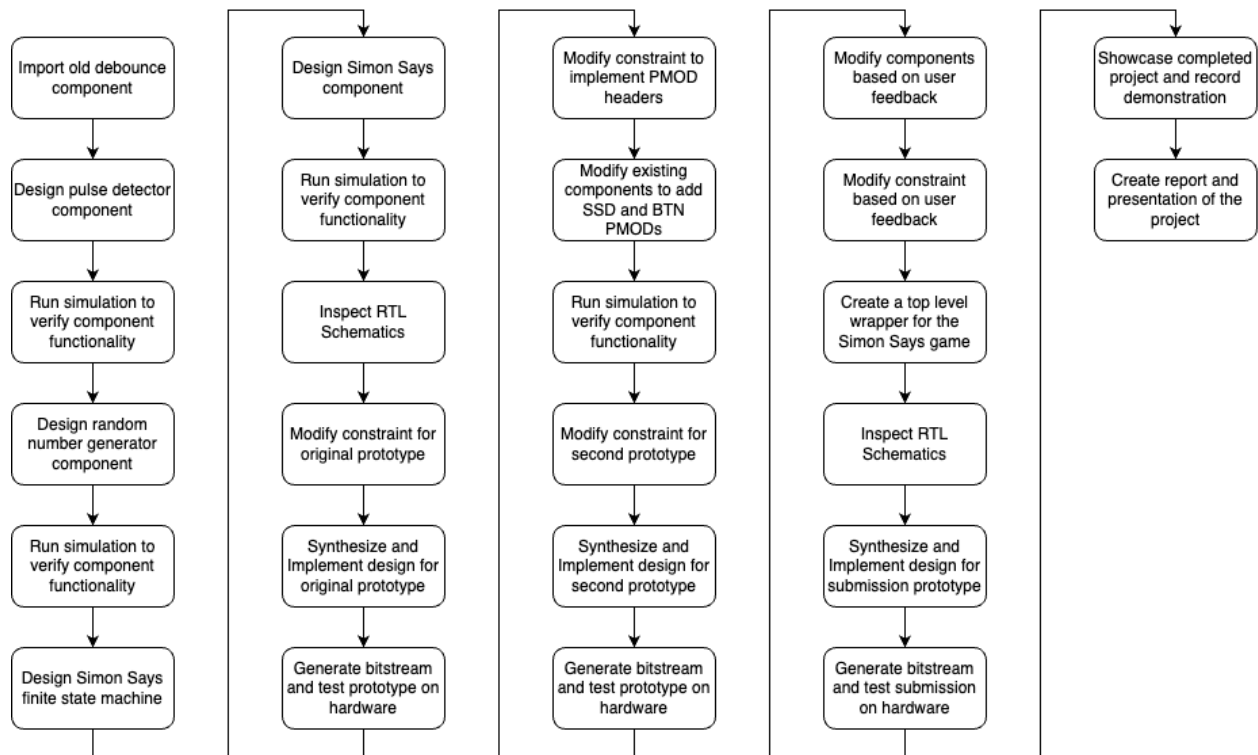 Import old debounce
component
Design pulse detector
component
Run simulation to
verify component
functionality
Design random
number generator
component
Run simulation to
verify component
functionality
Design Simon Says
finite state machine
Design Simon Says
component
Run simulation to
verify component
functionality
Inspect RTL
Schematics
Modify constraint for
original prototype
Synthesize and
Implement design for
original prototype
Generate bitstream
and test prototype on
hardware
Modify constraint to
implement PMOD
headers
Modify existing
components to add
SSD and BTN
PMODs
Run simulation to
verify component
functionality
Modify constraint for
second prototype
Synthesize and
Implement design for
second prototype
Generate bitstream
and test prototype on
hardware
Modify components
based on user
feedback
Modify constraint
based on user
feedback
Create a top level
wrapper for the
Simon Says game
Inspect RTL
Schematics
Synthesize and
Implement design for
submission prototype
Generate bitstream
and test submission
on hardware
Showcase completed
project and record
demonstration
Create report and
presentation of the
project